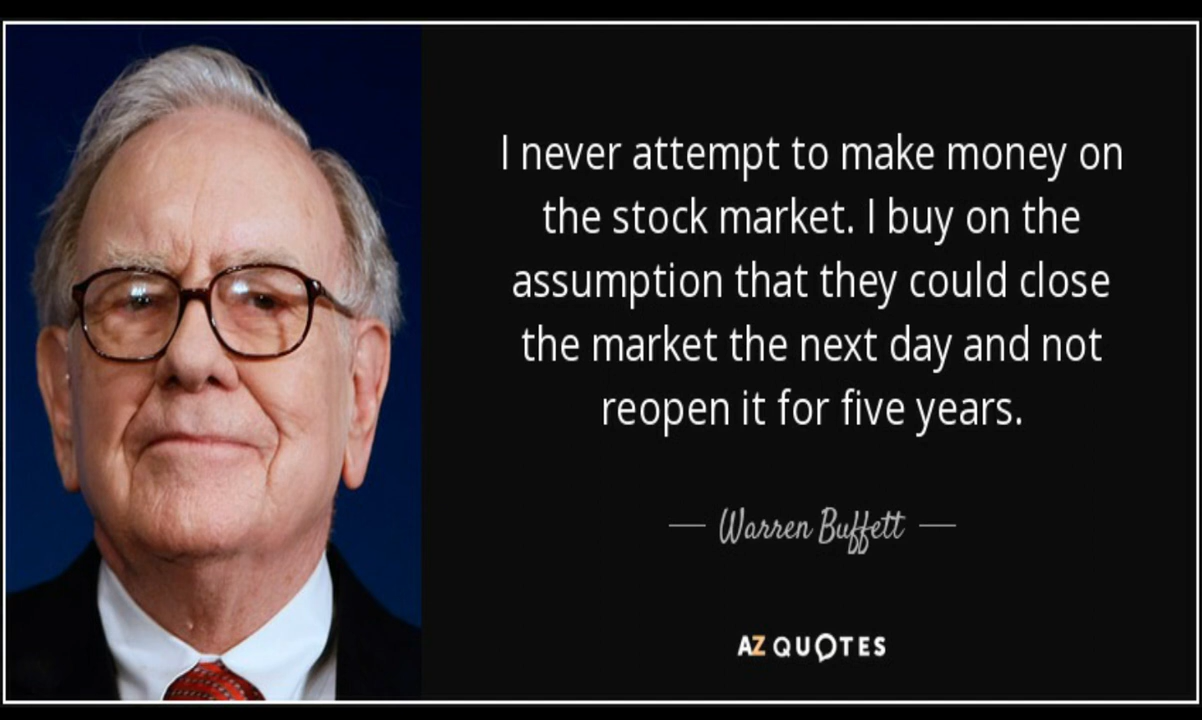 I never attempt to make money on
the stock market. I buy on the
assumption that they could close
the market the next day and not
reopen it for five years.
— Warren Buffett —
AZ QUOTES